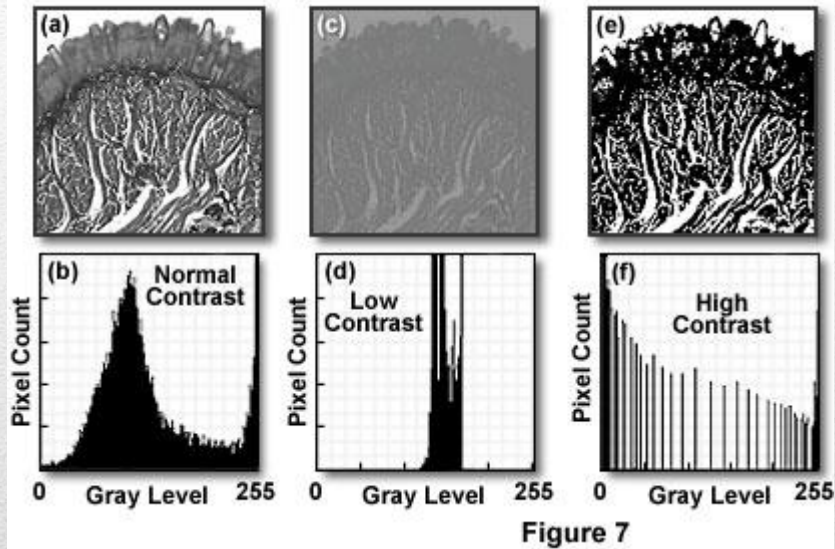 (a)
(c)
(e)
(b)
Normal
Contrast
Pixel Count
0
Gray Level
255
(d)
Low
Contrast
Pixel Count
0
Gray Level
255
(f)
High
Contrast
Pixel Count
0
Gray Level
255
Figure 7